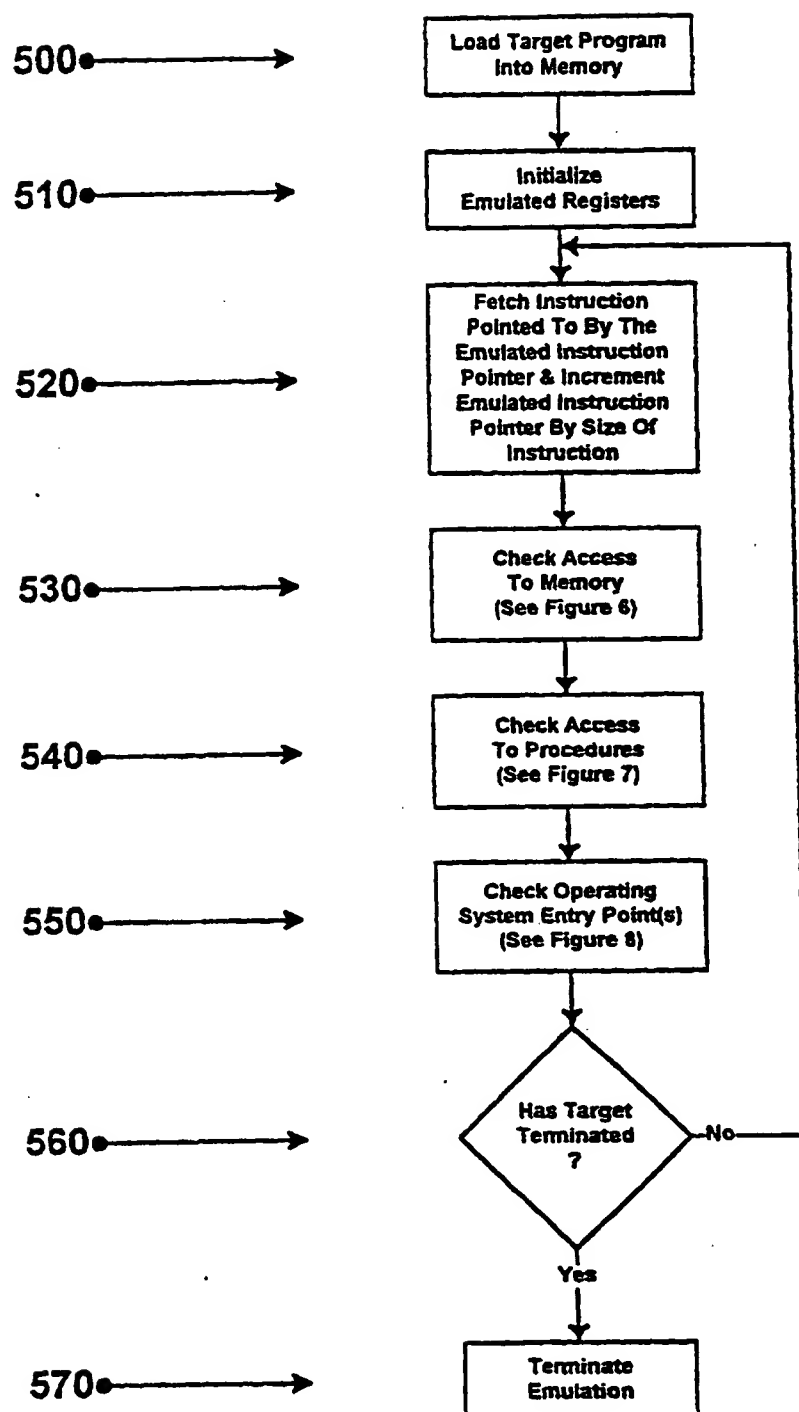 500
Load Target Program
Into Memory
510
Initialize
Emulated Registers
520
Fetch Instruction
Pointed To By The
Emulated Instruction
Pointer & Increment
Emulated Instruction
Pointer By Size Of
Instruction
530
Check Access
To Memory
(See Figure 6)
540
Check Access
To Procedures
(See Figure 7)
550
Check Operating
System Entry Point(s)
(See Figure 8)
560
Has Target
Terminated
?
No
Yes
570
Terminate
Emulation